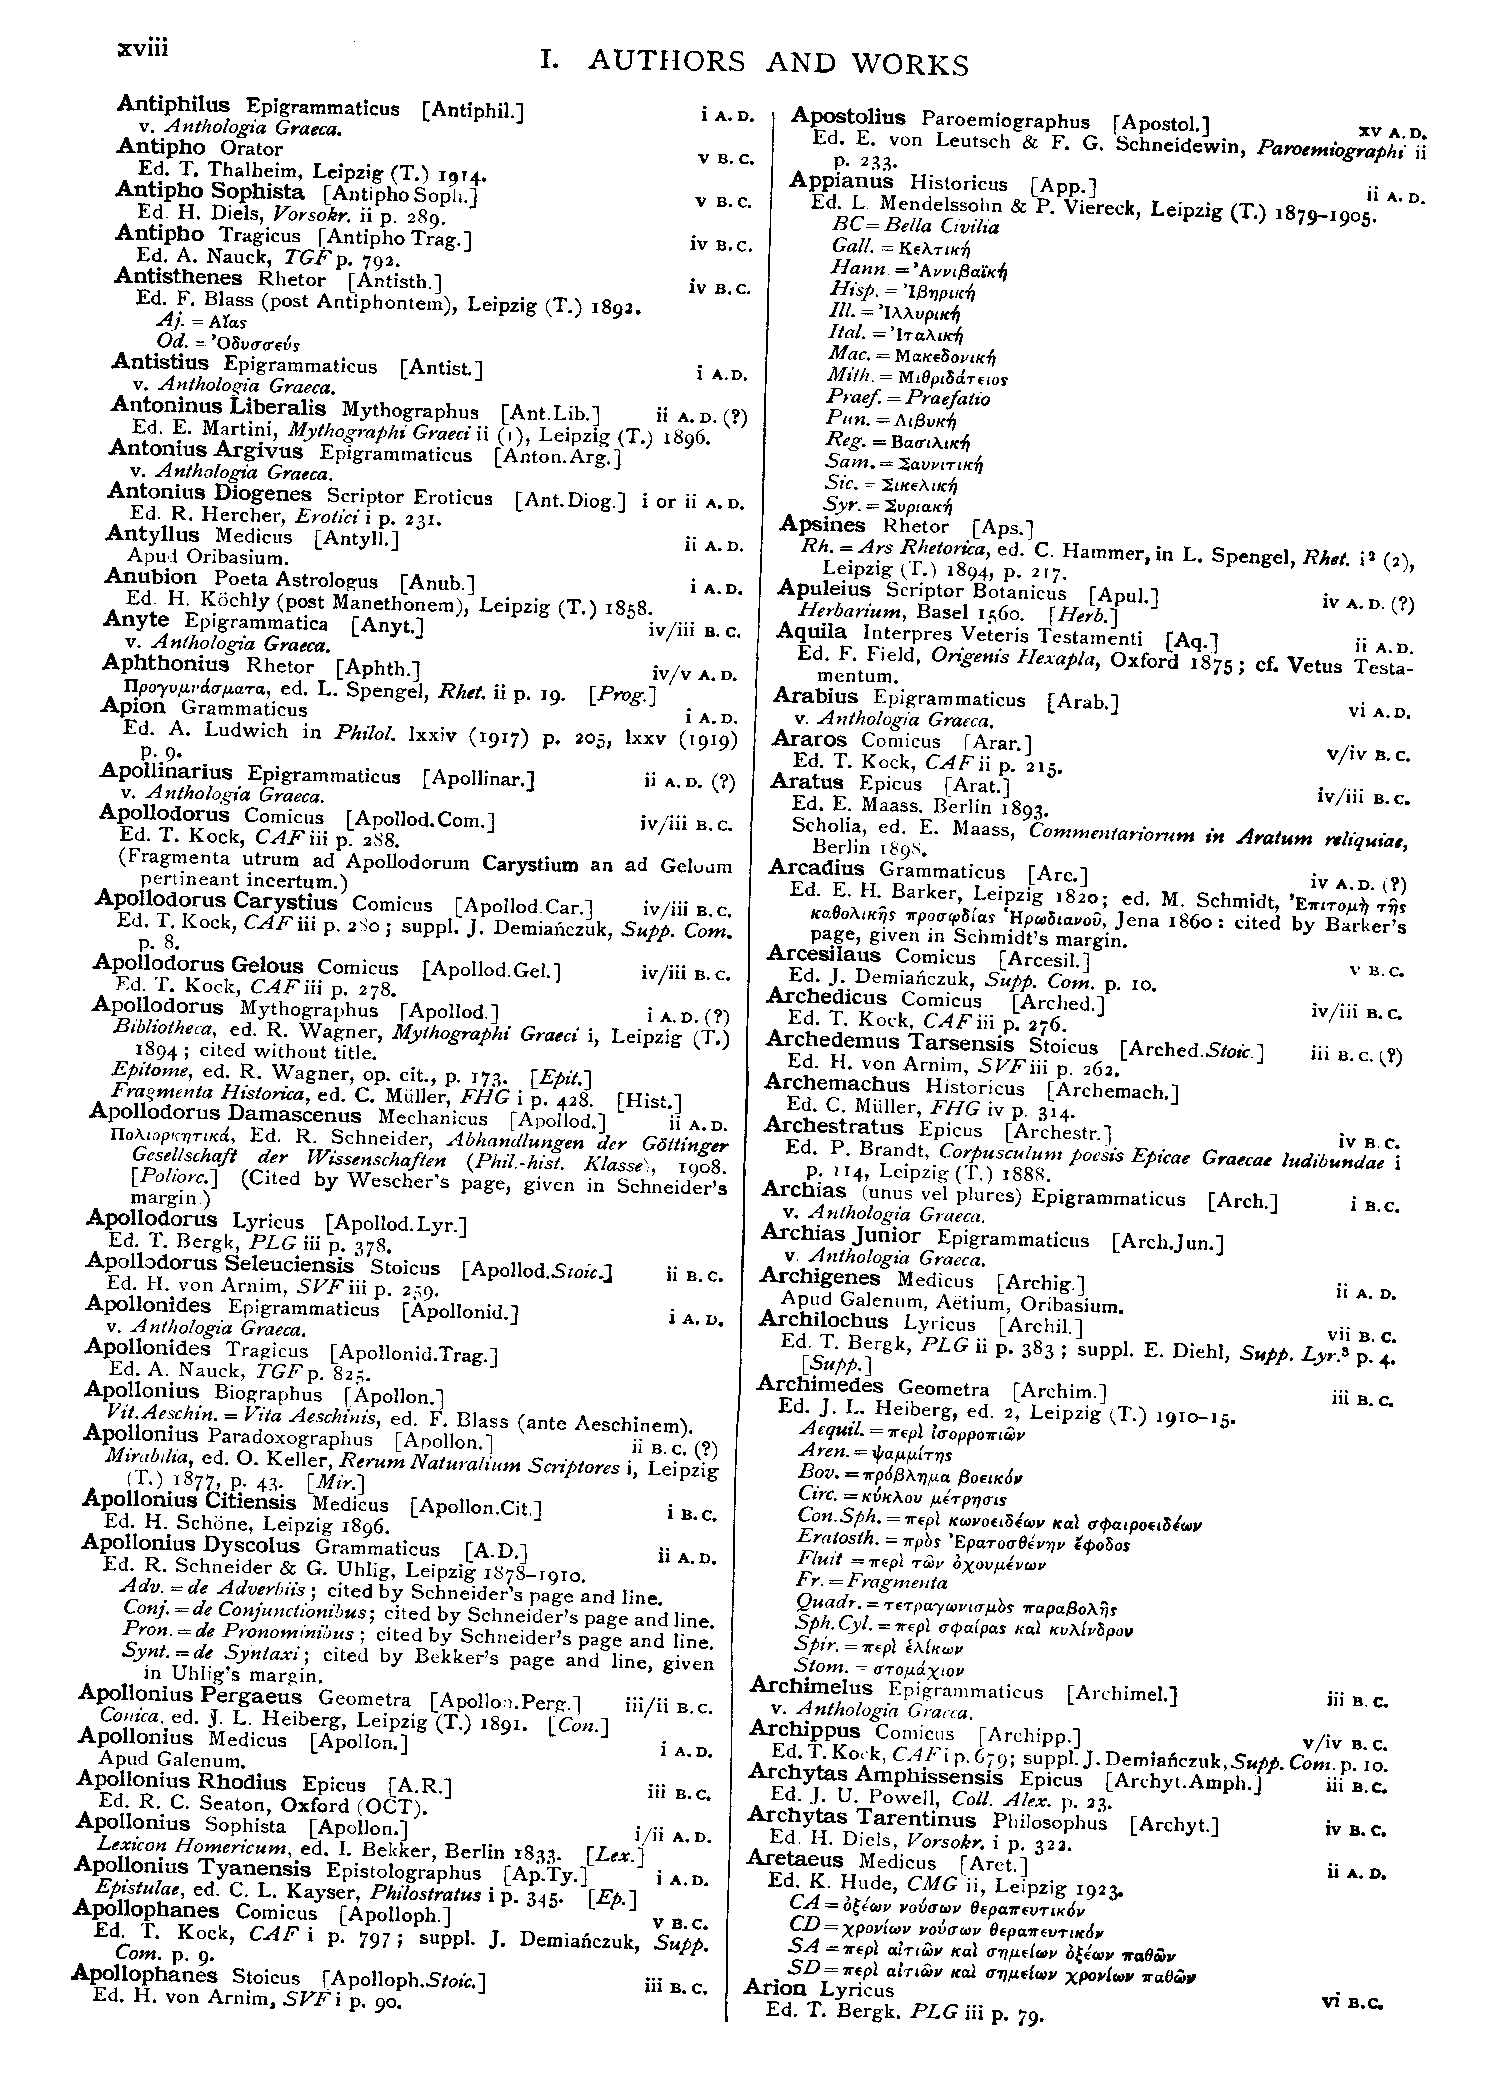 xviii
I. AUTHORS AND WORKS
Antiphilus Epigrammaticus [Antiphil.] i A.D.
v. Anthologia Graeca.
Antipho Orator v B.C.
Ed. T. Thalheim, Leipzig (T.) 1914.
Antipho Sophista [Antipho Soph.] v B.C.
Ed. H. Diels, Vorsokr. ii p. 289.
Antipho Tragicus [Antipho Trag.] iv B.C.
Ed. A. Nauck, TGF p. 792.
Antisthenes Rhetor [Antisth.] iv B.C.
Ed. F. Blass (post Antiphontem), Leipzig (T.) 1892.
Aj. = Αἴας
Od. = Ὀδυσσεύς
Antistius Epigrammaticus [Antist.] i A.D.
v. Anthologia Graeca.
Antoninus Liberalis Mythographus [Ant.Lib.] ii A.D. (?)
Ed. E. Martini, Mythographi Graeci ii (1), Leipzig (T.) 1896.
Antonius Argivus Epigrammaticus [Anton.Arg.]
v. Anthologia Graeca.
Antonius Diogenes Scriptor Eroticus [Ant.Diog.] i or ii A.D.
Ed. R. Hercher, Erotici i p. 231.
Antyllus Medicus [Antyll.] ii A.D.
Apud Oribasium.
Anubion Poeta Astrologus [Anub.] i A.D.
Ed. H. Köchly (post Manethonem), Leipzig (T.) 1858.
Anyte Epigrammatica [Anyt.] iv/iii B.C.
v. Anthologia Graeca.
Aphthonius Rhetor [Aphth.] iv/v A.D.
Προγυμνάσματα, ed. L. Spengel, Rhet. ii p. 19. [Prog.]
Apion Grammaticus i A.D.
Ed. A. Ludwich in Philol. lxxiv (1917) p. 205, lxxv (1919)
p. 9.
Apollinarius Epigrammaticus [Apollinar.] ii A.D. (?)
v. Anthologia Graeca.
Apollodorus Comicus [Apollod.Com.] iv/iii B.C.
Ed. T. Kock, CAF iii p. 288.
(Fragmenta utrum ad Apollodorum Carystium an ad Geloum
pertineant incertum.)
Apollodorus Carystius Comicus [Apollod.Car.] iv/iii B.C.
Ed. T. Kock, CAF iii p. 280; suppl. J. Demiańczuk, Supp. Com.
p. 8.
Apollodorus Gelous Comicus [Apollod.Gel.] iv/iii B.C.
Ed. T. Kock, CAF iii p. 278.
Apollodorus Mythographus [Apollod.] i A.D. (?)
Bibliotheca, ed. R. Wagner, Mythographi Graeci i, Leipzig (T.)
1894; cited without title.
Epitome, ed. R. Wagner, op. cit., p. 173. [Epit.]
Fragmenta Historica, ed. C. Müller, FHG i p. 428. [Hist.]
Apollodorus Damascenus Mechanicus [Apollod.] ii A.D.
Πολιορκητικά, Ed. R. Schneider, Abhandlungen der Göttinger
Gesellschaft der Wissenschaften (Phil.-hist. Klasse), 1908.
[Poliorc.] (Cited by Wescher's page, given in Schneider's
margin.)
Apollodorus Lyricus [Apollod.Lyr.]
Ed. T. Bergk, PLG iii p. 378.
Apollodorus Seleuciensis Stoicus [Apollod.Stoic.] ii B.C.
Ed. H. von Arnim, SVF iii p. 259.
Apollonides Epigrammaticus [Apollonid.] i A.D.
v. Anthologia Graeca.
Apollonides Tragicus [Apollonid.Trag.]
Ed. A. Nauck, TGF p. 825.
Apollonius Biographus [Apollon.]
Vit.Aeschin. = Vita Aeschinis, ed. F. Blass (ante Aeschinem).
Apollonius Paradoxographus [Apollon.] ii B.C. (?)
Mirabilia, ed. O. Keller, Rerum Naturalium Scriptores i, Leipzig
(T.) 1877, p. 43. [Mir.]
Apollonius Citiensis Medicus [Apollon.Cit.] i B.C.
Ed. H. Schöne, Leipzig 1896.
Apollonius Dyscolus Grammaticus [A.D.] ii A.D.
Ed. R. Schneider & G. Uhlig, Leipzig 1878–1910.
Adv. = de Adverbiis; cited by Schneider's page and line.
Conj. = de Conjunctionibus; cited by Schneider's page and line.
Pron. = de Pronominibus; cited by Schneider's page and line.
Synt. = de Syntaxi; cited by Bekker's page and line, given
in Uhlig's margin.
Apollonius Pergaeus Geometra [Apollon.Perg.] iii/ii B.C.
Conica, ed. J. L. Heiberg, Leipzig (T.) 1891. [Con.]
Apollonius Medicus [Apollon.] i A.D.
Apud Galenum.
Apollonius Rhodius Epicus [A.R.] iii B.C.
Ed. R. C. Seaton, Oxford (OCT).
Apollonius Sophista [Apollon.] i/ii A.D.
Lexicon Homericum, ed. I. Bekker, Berlin 1833. [Lex.]
Apollonius Tyanensis Epistolographus [Ap.Ty.] i A.D.
Epistulae, ed. C. L. Kayser, Philostratus i p. 345. [Ep.]
Apollophanes Comicus [Apolloph.] v B.C.
Ed. T. Kock, CAF i p. 797; suppl. J. Demiańczuk, Supp.
Com. p. 9.
Apollophanes Stoicus [Apolloph.Stoic.] iii B.C.
Ed. H. von Arnim, SVF i p. 90.
Apostolius Paroemiographus [Apostol.] xv A.D.
Ed. E. von Leutsch & F. G. Schneidewin, Paroemiographi ii
p. 233.
Appianus Historicus [App.] ii A.D.
Ed. L. Mendelssohn & P. Viereck, Leipzig (T.) 1879–1905.
BC = Bella Civilia
Gall. = Κελτική
Hann. = Ἀννιβαϊκή
Hisp. = Ἰβηρική
Ill. = Ἰλλυρική
Ital. = Ἰταλική
Mac. = Μακεδονική
Mith. = Μιθριδάτειος
Praef. = Praefatio
Pun. = Λιβυκή
Reg. = Βασιλική
Sam. = Σαυνιτική
Sic. = Σικελική
Syr. = Συριακή
Apsines Rhetor [Aps.]
Rh. = Ars Rhetorica, ed. C. Hammer, in L. Spengel, Rhet. i² (2),
Leipzig (T.) 1894, p. 217.
Apuleius Scriptor Botanicus [Apul.] iv A.D. (?)
Herbarium, Basel 1560. [Herb.]
Aquila Interpres Veteris Testamenti [Aq.] ii A.D.
Ed. F. Field, Origenis Hexapla, Oxford 1875; cf. Vetus Testa-
mentum.
Arabius Epigrammaticus [Arab.] vi A.D.
v. Anthologia Graeca.
Araros Comicus [Arar.] v/iv B.C.
Ed. T. Kock, CAF ii p. 215.
Aratus Epicus [Arat.] iv/iii B.C.
Ed. E. Maass, Berlin 1893.
Scholia, ed. E. Maass, Commentariorum in Aratum reliquiae,
Berlin 1898.
Arcadius Grammaticus [Arc.] iv A.D. (?)
Ed. E. H. Barker, Leipzig 1820; ed. M. Schmidt, Ἐπιτομὴ τῆς
καθολικῆς προσῳδίας Ἡρωδιανοῦ, Jena 1860: cited by Barker's
page, given in Schmidt's margin.
Arcesilaus Comicus [Arcesil.] v B.C.
Ed. J. Demiańczuk, Supp. Com. p. 10.
Archedicus Comicus [Arched.] iv/iii B.C.
Ed. T. Kock, CAF iii p. 276.
Archedemus Tarsensis Stoicus [Arched.Stoic.] iii B.C. (?)
Ed. H. von Arnim, SVF iii p. 262.
Archemachus Historicus [Archemach.]
Ed. C. Müller, FHG iv p. 314.
Archestratus Epicus [Archestr.] iv B.C.
Ed. P. Brandt, Corpusculum poesis Epicae Graecae ludibundae i
p. 114, Leipzig (T.) 1888.
Archias (unus vel plures) Epigrammaticus [Arch.] i B.C.
v. Anthologia Graeca.
Archias Junior Epigrammaticus [Arch.Jun.]
v. Anthologia Graeca.
Archigenes Medicus [Archig.] ii A.D.
Apud Galenum, Aëtium, Oribasium.
Archilochus Lyricus [Archil.] vii B.C.
Ed. T. Bergk, PLG ii p. 383; suppl. E. Diehl, Supp. Lyr.³ p. 4.
[Supp.]
Archimedes Geometra [Archim.] iii B.C.
Ed. J. L. Heiberg, ed. 2, Leipzig (T.) 1910–15.
Aequil. = περὶ ἰσορροπιῶν
Aren. = ψαμμίτης
Bov. = πρόβλημα βοεικόν
Circ. = κύκλου μέτρησις
Con.Sph. = περὶ κωνοειδέων καὶ σφαιροειδέων
Eratosth. = πρὸς Ἐρατοσθένην ἔφοδος
Fluit = περὶ τῶν ὀχουμένων
Fr. = Fragmenta
Quadr. = τετραγωνισμὸς παραβολῆς
Sph.Cyl. = περὶ σφαίρας καὶ κυλίνδρου
Spir. = περὶ ἑλίκων
Stom. = στομάχιον
Archimelus Epigrammaticus [Archimel.] iii B.C.
v. Anthologia Graeca.
Archippus Comicus [Archipp.] v/iv B.C.
Ed. T. Kock, CAF i p. 679; suppl. J. Demiańczuk, Supp. Com. p. 10.
Archytas Amphissensis Epicus [Archyt.Amph.] iii B.C.
Ed. J. U. Powell, Coll. Alex. p. 23.
Archytas Tarentinus Philosophus [Archyt.] iv B.C.
Ed. H. Diels, Vorsokr. i p. 322.
Aretaeus Medicus [Aret.] ii A.D.
Ed. K. Hude, CMG ii, Leipzig 1923.
CA = ὀξέων νούσων θεραπευτικόν
CD = χρονίων νούσων θεραπευτικόν
SA = περὶ αἰτιῶν καὶ σημείων ὀξέων παθῶν
SD = περὶ αἰτιῶν καὶ σημείων χρονίων παθῶν
Arion Lyricus vi B.C.
Ed. T. Bergk, PLG iii p. 79.